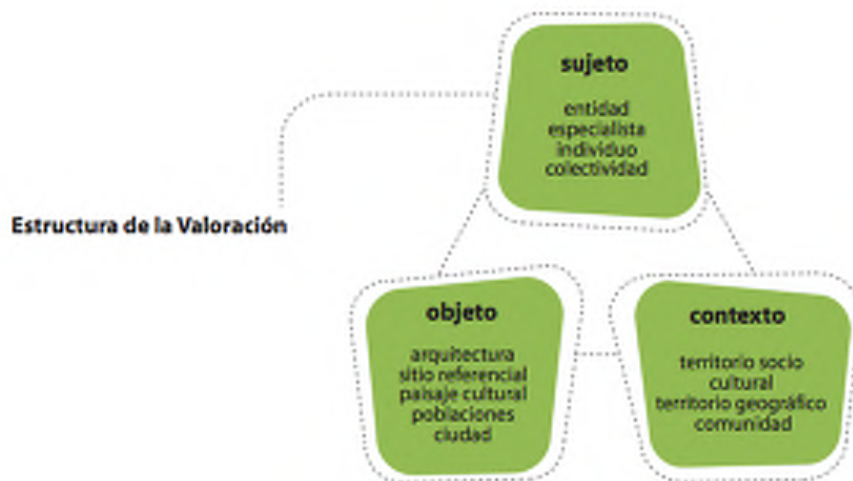 sujeto
entidad
especialista
individuo
colectividad
Estructura de la Valoración
objeto
arquitectura
sitio referencial
paisaje cultural
poblaciones
ciudad
contexto
territorio socio
cultural
territorio geográfico
comunidad